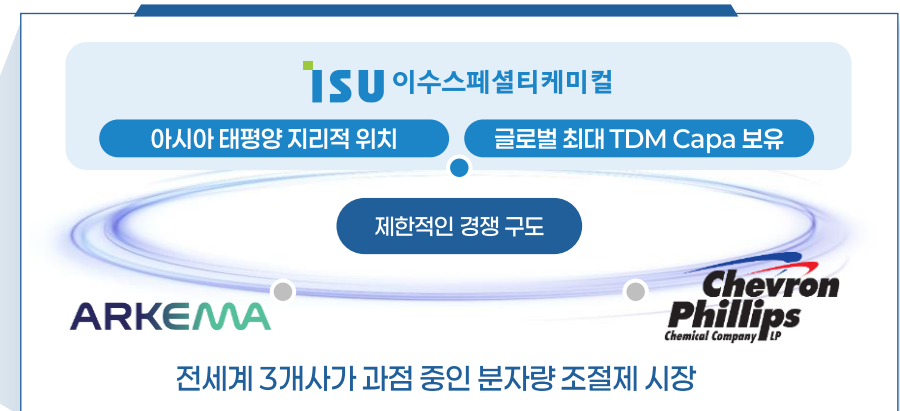 ISU 이수스페셜티케미컬
아시아 태평양 지리적 위치
글로벌 최대 TDM Capa 보유
제한적인 경쟁 구도
ARKEMA
Chevron
Phillips
Chemical Company LP
전세계 3개사가 과점 중인 분자량 조절제 시장